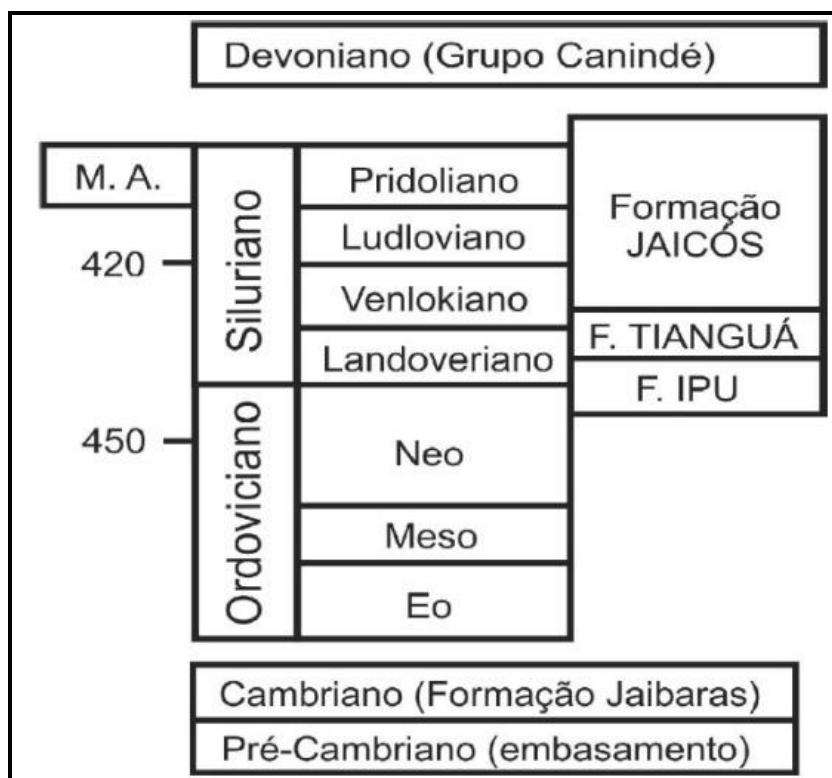 Devoniano (Grupo Canindé)
M. A.
420
450
Siluriano
Ordoviciano
Pridoliano
Ludloviano
Venlokiano
Landoveriano
Neo
Meso
Eo
Formação
JAICÓS
F. TIANGUÁ
F. IPU
Cambriano (Formação Jaibaras)
Pré-Cambriano (embasamento)